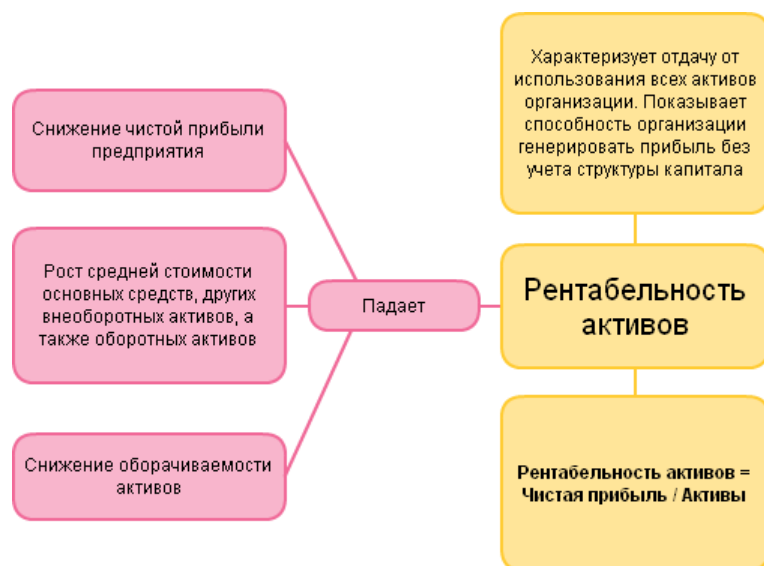 Снижение чистой прибыли
предприятия
Рост средней стоимости
основных средств, других
внеоборотных активов, а
также оборотных активов
Снижение оборачиваемости
активов
Падает
Характеризует отдачу от
использования всех активов
организации. Показывает
способность организации
генерировать прибыль без
учета структуры капитала
Рентабельность
активов
Рентабельность активов =
Чистая прибыль / Активы